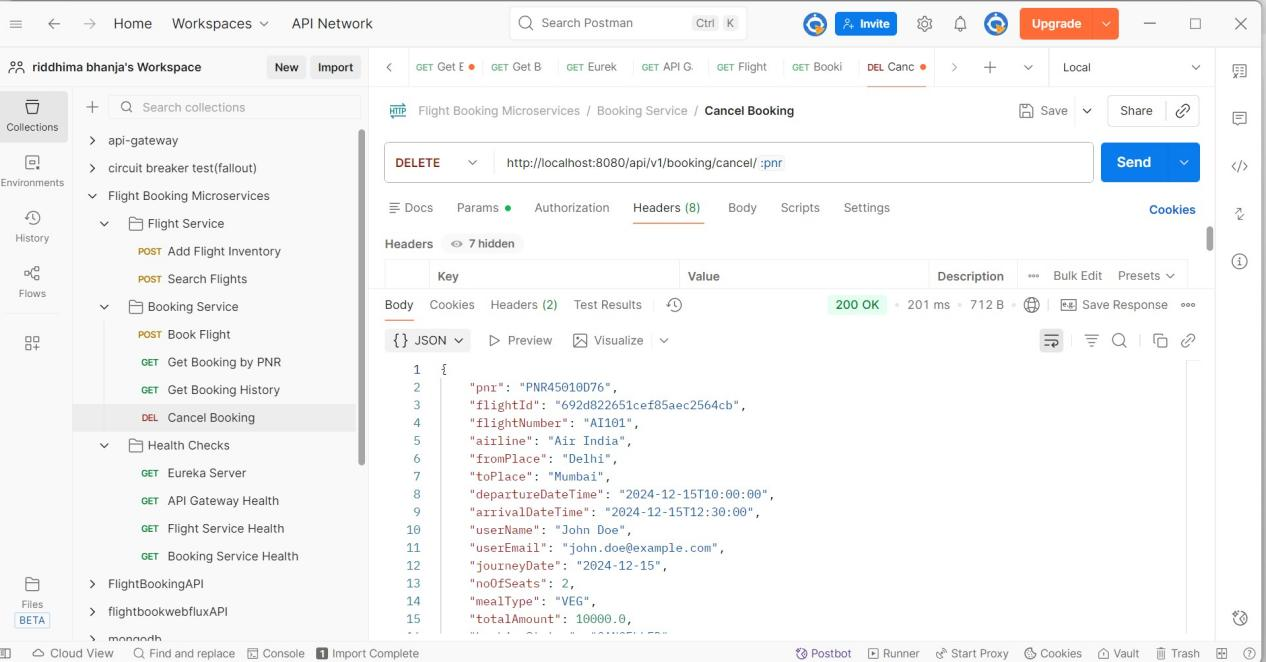 Home Workspaces API Network Search Postman Ctrl K Invite Upgrade
riddhima bhanja's Workspace New Import GET Get E GET Get B GET Eurek GET API G. GET Flight GET Booki DEL Canc Local
Collections
Environments
History
Flows
Files
BETA
Search collections
api-gateway
circuit breaker test(fallout)
Flight Booking Microservices
Flight Service
POST Add Flight Inventory
POST Search Flights
Booking Service
POST Book Flight
GET Get Booking by PNR
GET Get Booking History
DEL Cancel Booking
Health Checks
GET Eureka Server
GET API Gateway Health
GET Flight Service Health
GET Booking Service Health
FlightBookingAPI
flightbookwebfluxAPI
mongodb
HTTP Flight Booking Microservices / Booking Service / Cancel Booking Save Share
DELETE http://localhost:8080/api/v1/booking/cancel/ :pnr Send
Docs Params Authorization Headers (8) Body Scripts Settings Cookies
Headers 7 hidden
Key Value Description Bulk Edit Presets
Body Cookies Headers (2) Test Results 200 OK 201 ms 712 B e.g. Save Response
{} JSON Preview Visualize
1 {
2 "pnr": "PNR45010D76",
3 "flightId": "692d822651cef85aec2564cb",
4 "flightNumber": "AI101",
5 "airline": "Air India",
6 "fromPlace": "Delhi",
7 "toPlace": "Mumbai",
8 "departureDateTime": "2024-12-15T10:00:00",
9 "arrivalDateTime": "2024-12-15T12:30:00",
10 "userName": "John Doe",
11 "userEmail": "john.doe@example.com",
12 "journeyDate": "2024-12-15",
13 "noOfSeats": 2,
14 "mealType": "VEG",
15 "totalAmount": 10000.0,
Cloud View Find and replace Console 1 Import Complete Postbot Runner Start Proxy Cookies Vault Trash